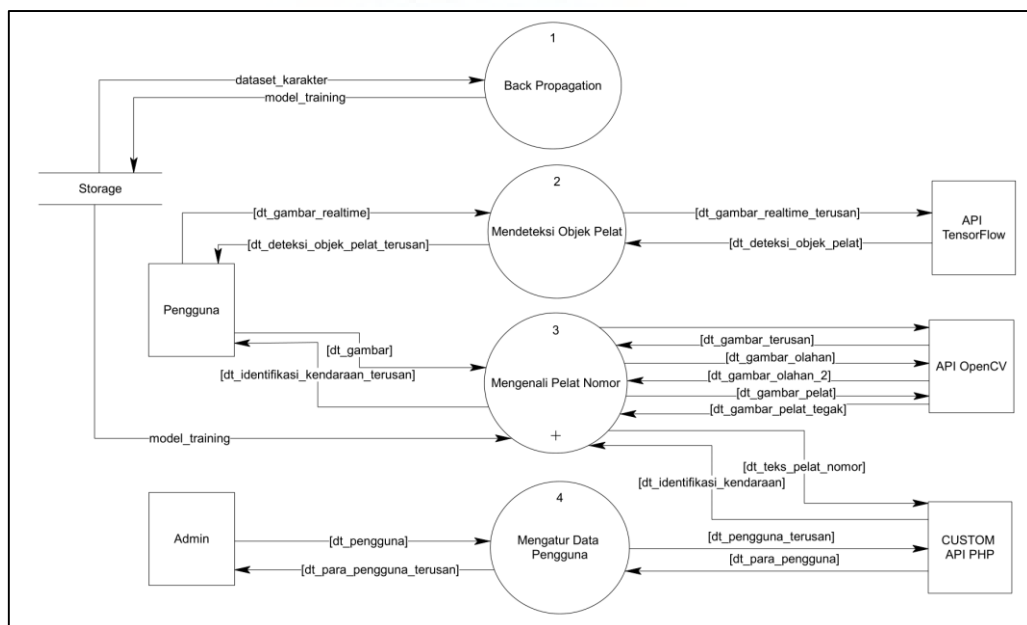 1
Back Propagation
dataset_karakter
model_training
Storage
2
Mendeteksi Objek Pelat
[dt_gambar_realtime]
[dt_deteksi_objek_pelat_terusan]
[dt_gambar_realtime_terusan]
[dt_deteksi_objek_pelat]
API
TensorFlow
Pengguna
3
Mengenali Pelat Nomor
+
[dt_gambar]
[dt_identifikasi_kendaraan_terusan]
[dt_gambar_terusan]
[dt_gambar_olahan]
[dt_gambar_olahan_2]
[dt_gambar_pelat]
[dt_gambar_pelat_tegak]
API OpenCV
model_training
[dt_teks_pelat_nomor]
[dt_identifikasi_kendaraan]
Admin
4
Mengatur Data
Pengguna
[dt_pengguna]
[dt_para_pengguna_terusan]
[dt_pengguna_terusan]
[dt_para_pengguna]
CUSTOM
API PHP